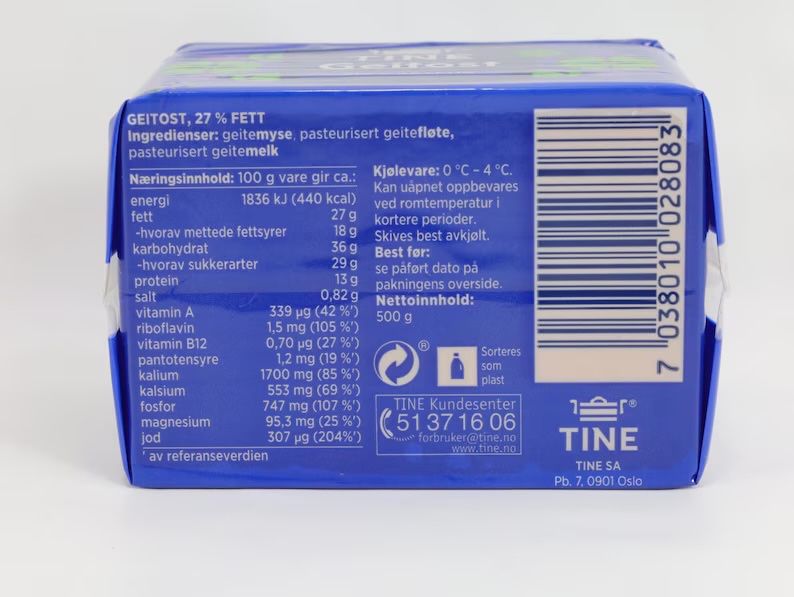 TINE
Geitost
GEITOST, 27 % FETT
Ingredienser: geitemyse, pasteurisert geitefløte,
pasteurisert geitemelk
Næringsinnhold: 100 g vare gir ca.:
energi 1836 kJ (440 kcal)
fett 27 g
-hvorav mettede fettsyrer 18 g
karbohydrat 36 g
-hvorav sukkerarter 29 g
protein 13 g
salt 0,82 g
vitamin A 339 µg (42 %')
riboflavin 1,5 mg (105 %')
vitamin B12 0,70 µg (27 %')
pantotensyre 1,2 mg (19 %')
kalium 1700 mg (85 %')
kalsium 553 mg (69 %')
fosfor 747 mg (107 %')
magnesium 95,3 mg (25 %')
jod 307 µg (204%')
' av referanseverdien
Kjølevare: 0 °C – 4 °C.
Kan uåpnet oppbevares
ved romtemperatur i
kortere perioder.
Skives best avkjølt.
Best før:
se påført dato på
pakningens overside.
Nettoinnhold:
500 g
®
Sorteres
som
plast
TINE Kundesenter
51 37 16 06
forbruker@tine.no
www.tine.no
7 038010 028083
®
TINE
TINE SA
Pb. 7, 0901 Oslo